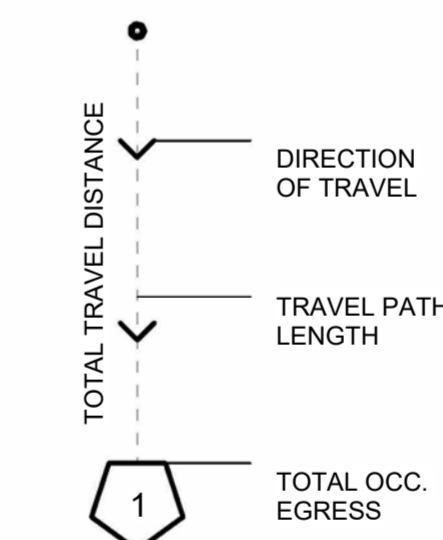 TOTAL TRAVEL DISTANCE
DIRECTION
OF TRAVEL
TRAVEL PATH
LENGTH
TOTAL OCC.
EGRESS
1